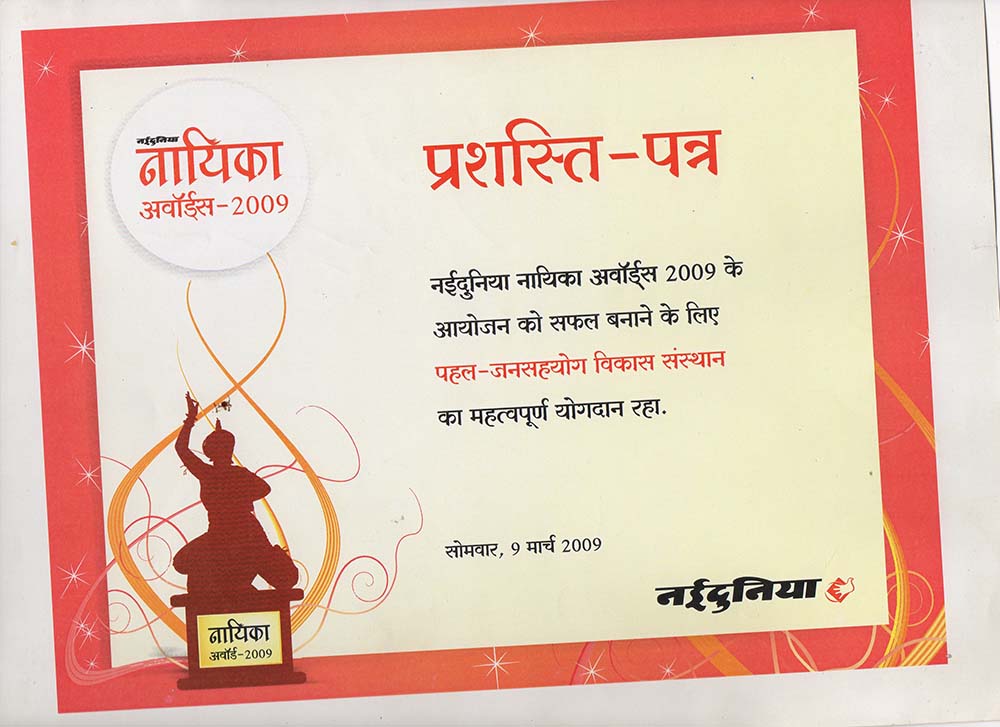 नईदुनिया
नायिका
अवॉर्ड्स-2009
प्रशस्ति-पत्र
नईदुनिया नायिका अवॉर्ड्स 2009 के
आयोजन को सफल बनाने के लिए
पहल-जनसहयोग विकास संस्थान
का महत्वपूर्ण योगदान रहा.
सोमवार, 9 मार्च 2009
नईदुनिया
नायिका
अवॉर्ड-2009